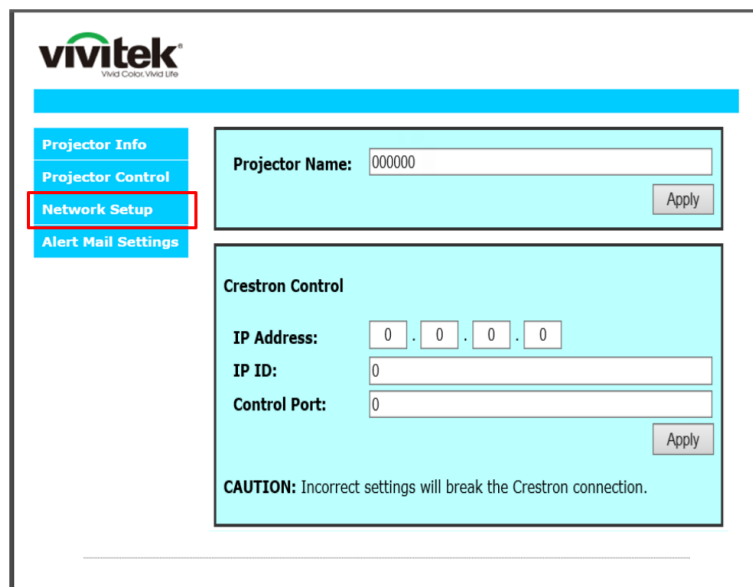 vivitek®
Vivid Color, Vivid Life
Projector Info
Projector Control
Network Setup
Alert Mail Settings
Projector Name: 000000
Apply
Crestron Control
IP Address: 0 . 0 . 0 . 0
IP ID: 0
Control Port: 0
Apply
CAUTION: Incorrect settings will break the Crestron connection.